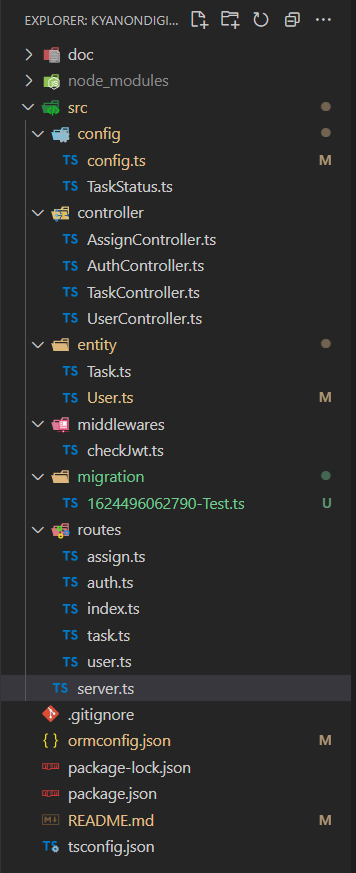 EXPLORER: KYANONDIGI...
doc
node_modules
src
config
TS config.ts M
TS TaskStatus.ts
controller
TS AssignController.ts
TS AuthController.ts
TS TaskController.ts
TS UserController.ts
entity
TS Task.ts
TS User.ts M
middlewares
TS checkJwt.ts
migration
TS 1624496062790-Test.ts U
routes
TS assign.ts
TS auth.ts
TS index.ts
TS task.ts
TS user.ts
TS server.ts
.gitignore
{ } ormconfig.json M
package-lock.json
package.json
README.md M
TS tsconfig.json